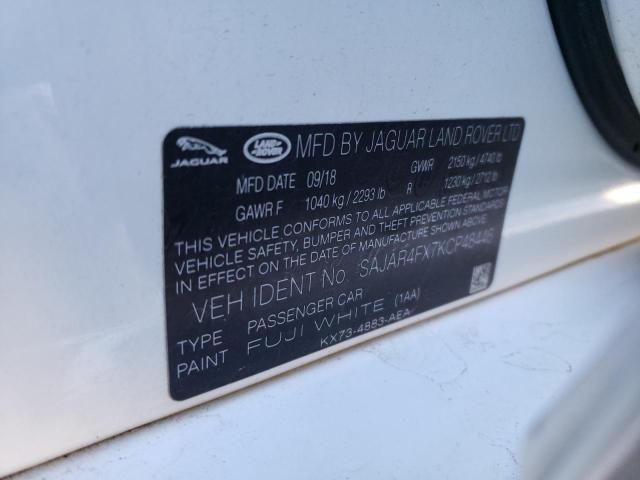 JAGUAR
LAND ROVER
MFD BY JAGUAR LAND ROVER LTD
MFD DATE 09/18 GVWR 2150 kg / 4740 lb
GAWR F 1040 kg / 2293 lb R 1230 kg / 2712 lb
THIS VEHICLE CONFORMS TO ALL APPLICABLE FEDERAL MOTOR
VEHICLE SAFETY, BUMPER AND THEFT PREVENTION STANDARDS
IN EFFECT ON THE DATE OF MANUFACTURE SHOWN ABOVE
VEH IDENT No. SAJAR4FX7KCP48446
TYPE PASSENGER CAR
PAINT FUJI WHITE (1AA)
KX73-4883-AEA